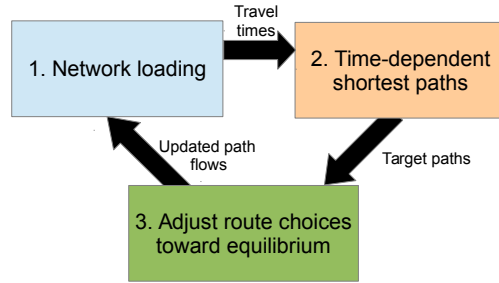 Travel
times
1. Network loading
2. Time-dependent
shortest paths
Updated path
flows
Target paths
3. Adjust route choices
toward equilibrium